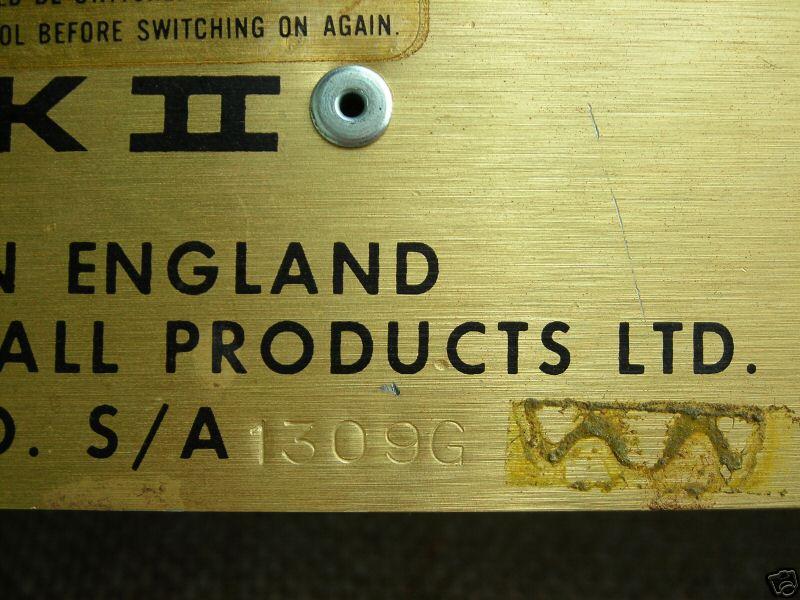 OL BEFORE SWITCHING ON AGAIN.
K II
N ENGLAND
ALL PRODUCTS LTD.
O. S/A 1309G